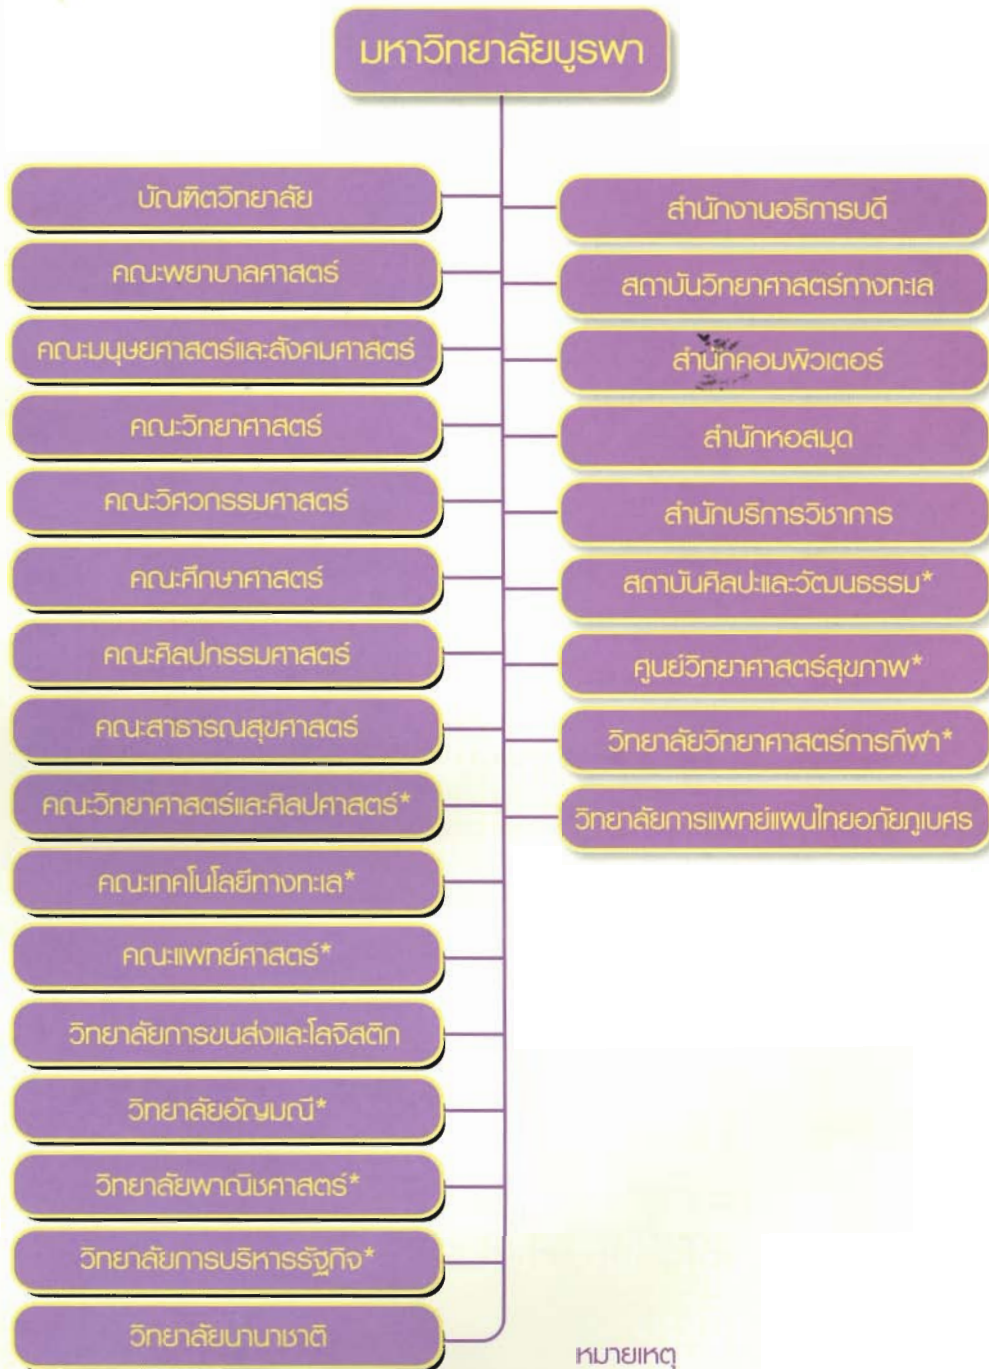 มหาวิทยาลัยบูรพา
บัณฑิตวิทยาลัย
คณะพยาบาลศาสตร์
คณะมนุษยศาสตร์และสังคมศาสตร์
คณะวิทยาศาสตร์
คณะวิศวกรรมศาสตร์
คณะศึกษาศาสตร์
คณะศิลปกรรมศาสตร์
คณะสาธารณสุขศาสตร์
คณะวิทยาศาสตร์และศิลปศาสตร์*
คณะเทคโนโลยีทางทะเล*
คณะแพทย์ศาสตร์*
วิทยาลัยการขนส่งและโลจิสติก
วิทยาลัยอัญมณี*
วิทยาลัยพาณิชศาสตร์*
วิทยาลัยการบริหารรัฐกิจ*
วิทยาลัยนานาชาติ
สำนักงานอธิการบดี
สถาบันวิทยาศาสตร์ทางทะเล
สำนักคอมพิวเตอร์
สำนักหอสมุด
สำนักบริการวิชาการ
สถาบันศิลปะและวัฒนธรรม*
ศูนย์วิทยาศาสตร์สุขภาพ*
วิทยาลัยวิทยาศาสตร์การกีฬา*
วิทยาลัยการแพทย์แผนไทยอภัยภูเบศร
หมายเหตุ